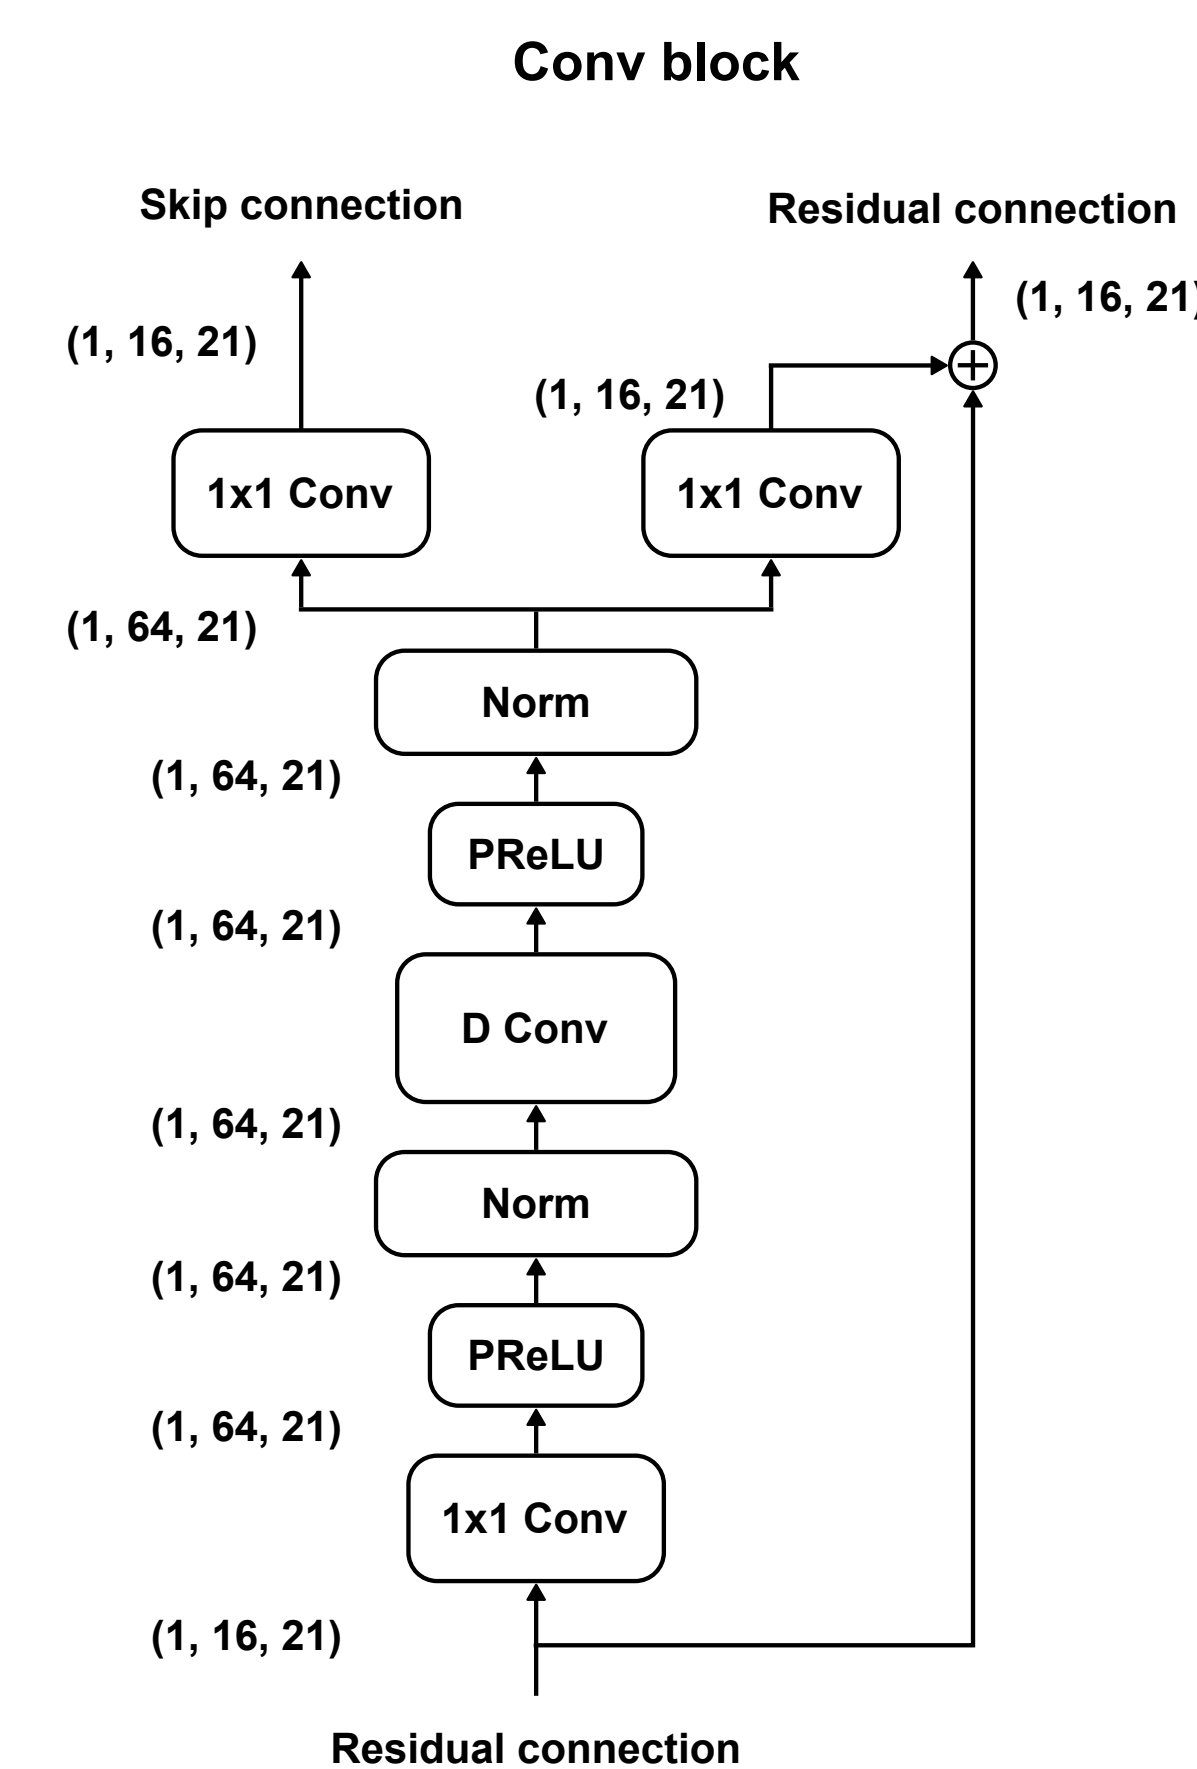 Conv block
Skip connection
Residual connection
(1, 16, 21)
(1, 16, 21)
(1, 16, 21)
1x1 Conv
1x1 Conv
(1, 64, 21)
Norm
(1, 64, 21)
PReLU
(1, 64, 21)
D Conv
(1, 64, 21)
Norm
(1, 64, 21)
PReLU
(1, 64, 21)
1x1 Conv
(1, 16, 21)
Residual connection